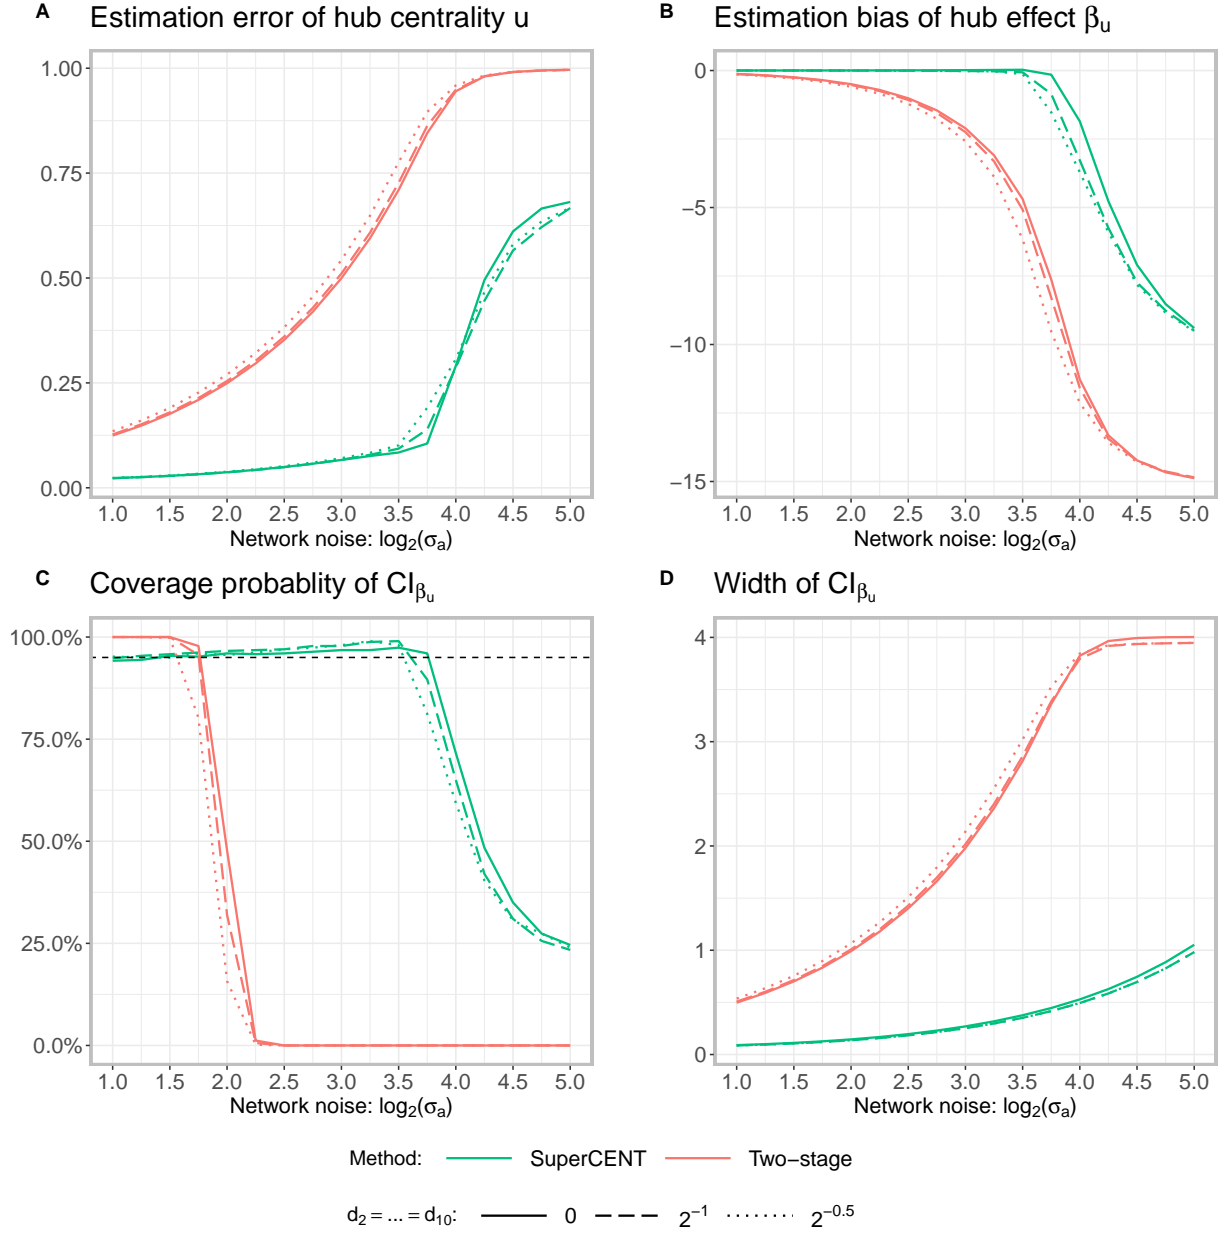 A Estimation error of hub centrality u
1.00
0.75
0.50
0.25
0.00
1.0 1.5 2.0 2.5 3.0 3.5 4.0 4.5 5.0
Network noise: log₂(σₐ)
B Estimation bias of hub effect βᵤ
0
−5
−10
−15
1.0 1.5 2.0 2.5 3.0 3.5 4.0 4.5 5.0
Network noise: log₂(σₐ)
C Coverage probablity of CI_βᵤ
100.0%
75.0%
50.0%
25.0%
0.0%
1.0 1.5 2.0 2.5 3.0 3.5 4.0 4.5 5.0
Network noise: log₂(σₐ)
D Width of CI_βᵤ
4
3
2
1
0
1.0 1.5 2.0 2.5 3.0 3.5 4.0 4.5 5.0
Network noise: log₂(σₐ)
Method: SuperCENT Two−stage
d₂ = ... = d₁₀: 0 2⁻¹ 2^−0.5